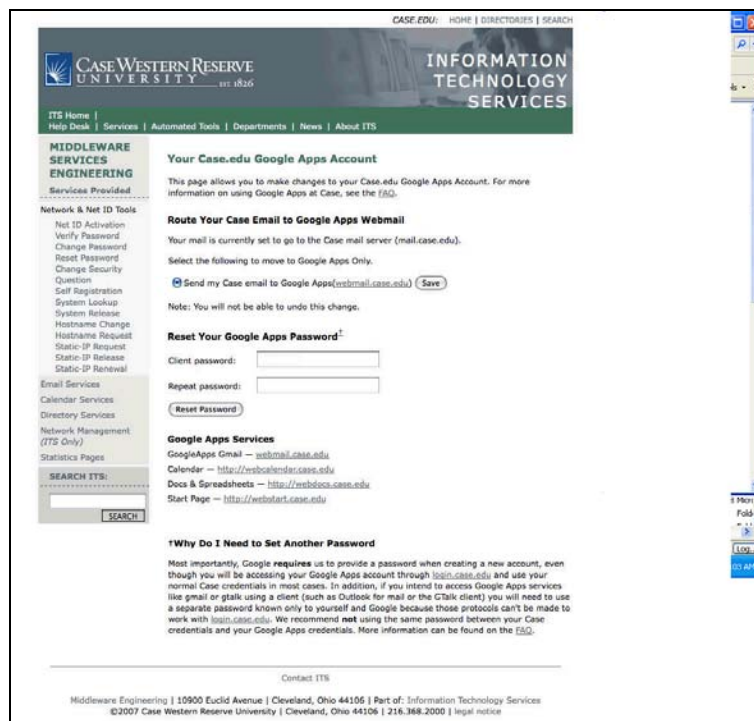 CASE.EDU: HOME | DIRECTORIES | SEARCH
CASE WESTERN RESERVE
UNIVERSITY EST 1826
INFORMATION
TECHNOLOGY
SERVICES
ITS Home |
Help Desk | Services | Automated Tools | Departments | News | About ITS
MIDDLEWARE
SERVICES
ENGINEERING
Services Provided
Network & Net ID Tools
Net ID Activation
Verify Password
Change Password
Reset Password
Change Security
Question
Self Registration
System Lookup
System Release
Hostname Change
Hostname Request
Static-IP Request
Static-IP Release
Static-IP Renewal
Email Services
Calendar Services
Directory Services
Network Management
(ITS Only)
Statistics Pages
SEARCH ITS:
SEARCH
Your Case.edu Google Apps Account
This page allows you to make changes to your Case.edu Google Apps Account. For more
information on using Google Apps at Case, see the FAQ.
Route Your Case Email to Google Apps Webmail
Your mail is currently set to go to the Case mail server (mail.case.edu).
Select the following to move to Google Apps Only.
Send my Case email to Google Apps(webmail.case.edu) Save
Note: You will not be able to undo this change.
Reset Your Google Apps Password†
Client password:
Repeat password:
Reset Password
Google Apps Services
GoogleApps Gmail — webmail.case.edu
Calendar — http://webcalendar.case.edu
Docs & Spreadsheets — http://webdocs.case.edu
Start Page — http://webstart.case.edu
†Why Do I Need to Set Another Password
Most importantly, Google requires us to provide a password when creating a new account, even
though you will be accessing your Google Apps account through login.case.edu and use your
normal Case credentials in most cases. In addition, if you intend to access Google Apps services
like gmail or gtalk using a client (such as Outlook for mail or the GTalk client) you will need to use
a separate password known only to yourself and Google because those protocols can't be made to
work with login.case.edu. We recommend not using the same password between your Case
credentials and your Google Apps credentials. More information can be found on the FAQ.
Contact ITS
Middleware Engineering | 10900 Euclid Avenue | Cleveland, Ohio 44106 | Part of: Information Technology Services
©2007 Case Western Reserve University | Cleveland, Ohio 44106 | 216.368.2000 | legal notice